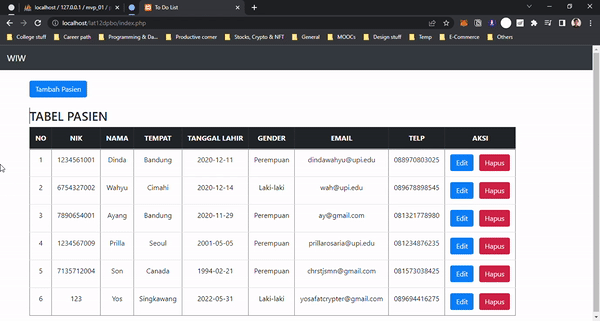 localhost / 127.0.0.1 / mvp_01 / p
To Do List
localhost/lat12dpbo/index.php
College stuff Career path Programming & Da... Productive corner Stocks, Crypto & NFT General MOOCs Design stuff Temp E-Commerce Others
WIW
Tambah Pasien
TABEL PASIEN
NO NIK NAMA TEMPAT TANGGAL LAHIR GENDER EMAIL TELP AKSI
1 1234561001 Dinda Bandung 2020-12-11 Perempuan dindawahyu@upi.edu 088970803025 Edit Hapus
2 6754327002 Wahyu Cimahi 2020-12-14 Laki-laki wah@upi.edu 089678898545 Edit Hapus
3 7890654001 Ayang Bandung 2020-11-29 Perempuan ay@gmail.com 081321778980 Edit Hapus
4 1234567009 Prilla Seoul 2001-05-05 Perempuan prillarosaria@upi.edu 081234876235 Edit Hapus
5 7135712004 Son Canada 1994-02-21 Perempuan chrstjsmn@gmail.com 081573038425 Edit Hapus
6 123 Yos Singkawang 2022-05-31 Laki-laki yosafatcrypter@gmail.com 089694416275 Edit Hapus